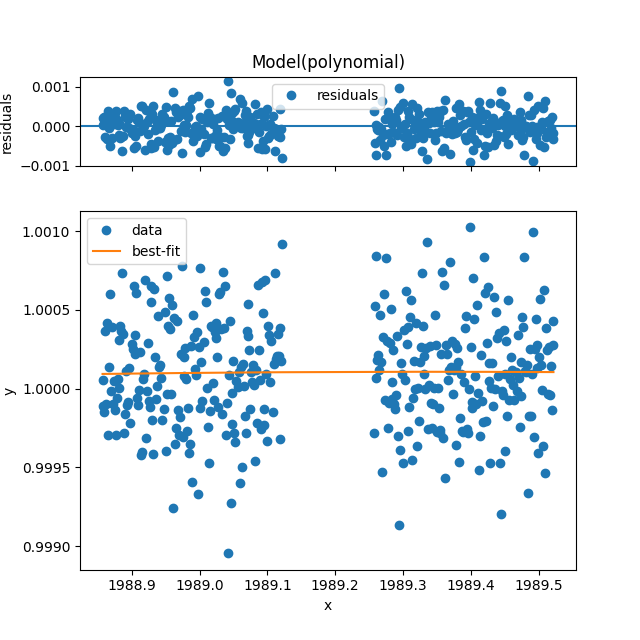 Model(polynomial)
0.001
0.000
−0.001
residuals
residuals
1.0010
1.0005
1.0000
0.9995
0.9990
y
data
best-fit
1988.9 1989.0 1989.1 1989.2 1989.3 1989.4 1989.5
x